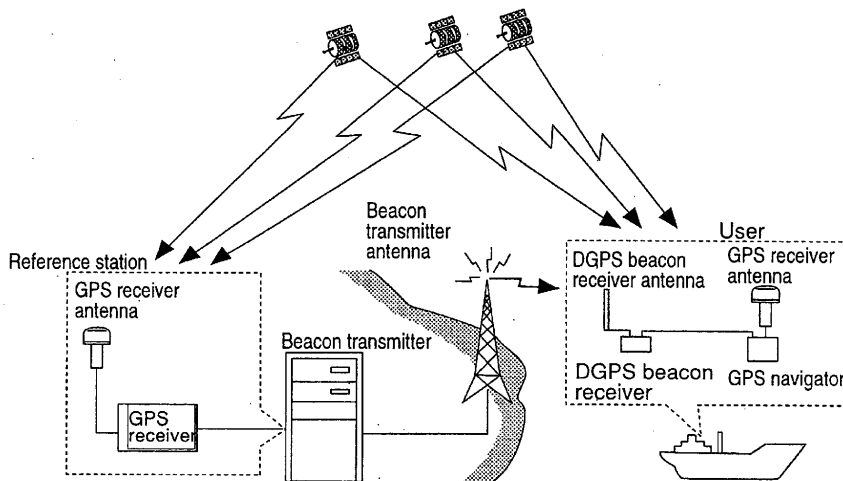 Beacon
transmitter
antenna
User
Reference station
DGPS beacon
receiver antenna
GPS receiver
antenna
GPS receiver
antenna
Beacon transmitter
GPS
receiver
DGPS beacon
receiver
GPS navigator